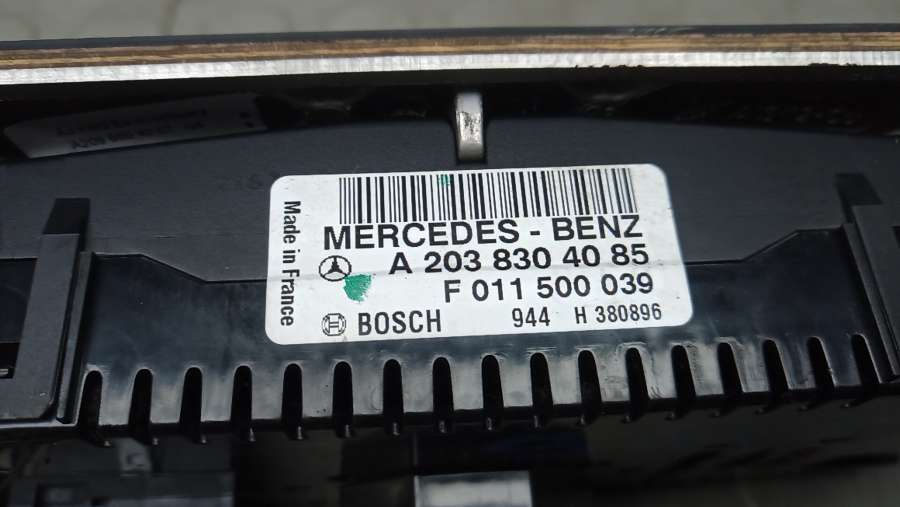 Made in France
MERCEDES - BENZ
A 203 830 40 85
F 011 500 039
BOSCH 944 H 380896